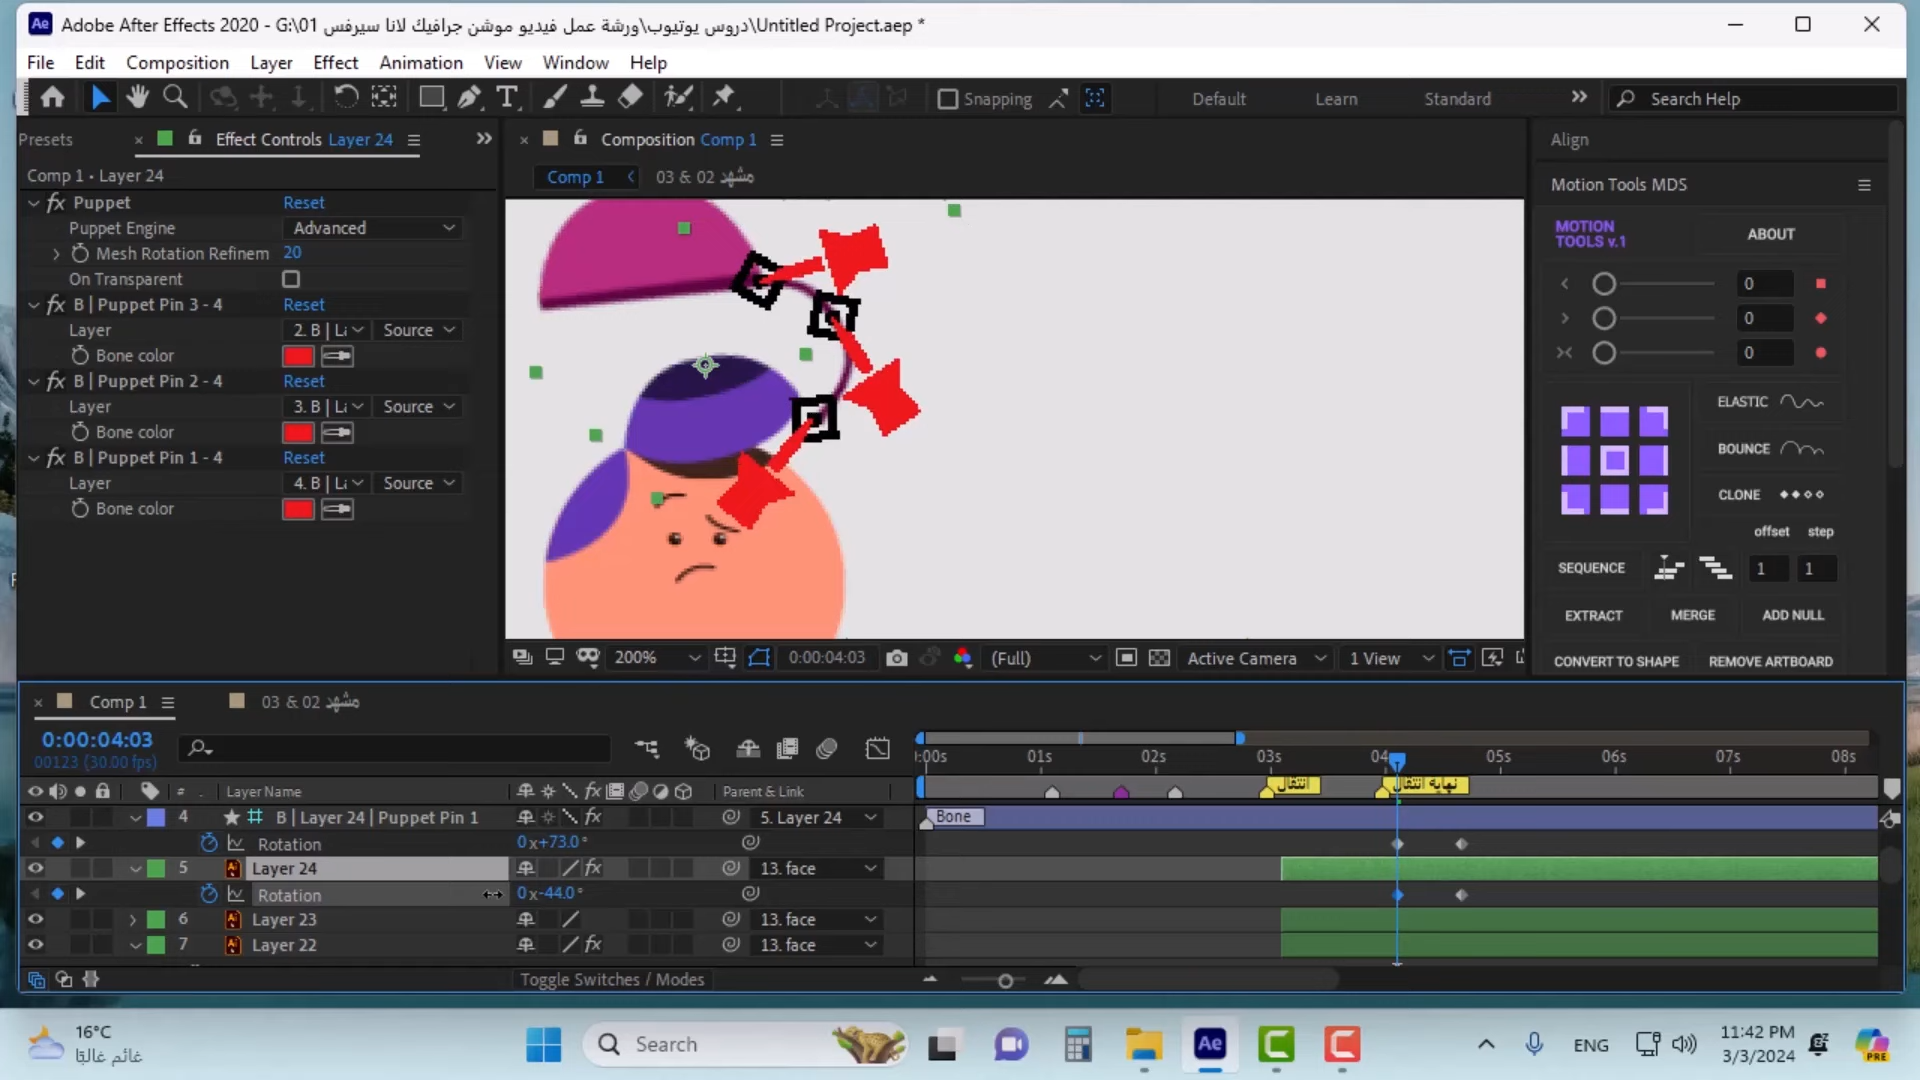 Adobe After Effects 2020 - G:\01 دروس يوتيوب\ورشة عمل فيديو موشن جرافيك لانا سيرفس\Untitled Project.aep *
File Edit Composition Layer Effect Animation View Window Help
Snapping Default Learn Standard Search Help
Presets Effect Controls Layer 24 Composition Comp 1 Align
Comp 1 • Layer 24 Comp 1 مشهد 02 & 03 Motion Tools MDS
Puppet Reset
Puppet Engine Advanced
Mesh Rotation Refinem 20
On Transparent
B | Puppet Pin 3 - 4 Reset
Layer 2. B | La Source
Bone color
B | Puppet Pin 2 - 4 Reset
Layer 3. B | La Source
Bone color
B | Puppet Pin 1 - 4 Reset
Layer 4. B | La Source
Bone color
MOTION TOOLS v.1 ABOUT
0
0
0
ELASTIC
BOUNCE
CLONE
offset step
SEQUENCE 1 1
EXTRACT MERGE ADD NULL
CONVERT TO SHAPE REMOVE ARTBOARD
200% 0:00:04:03 (Full) Active Camera 1 View
Comp 1 مشهد 02 & 03
0:00:04:03
00123 (30.00 fps)
:00s 01s 02s 03s 04 05s 06s 07s 08s
انتقال نهاية انتقال
# Layer Name Parent & Link
4 B | Layer 24 | Puppet Pin 1 5. Layer 24 Bone
Rotation 0x+73.0°
5 Layer 24 13. face
Rotation 0x-44.0°
6 Layer 23 13. face
7 Layer 22 13. face
Toggle Switches / Modes
16°C
غائم غالبًا
Search
Ae
ENG
11:42 PM
3/3/2024
PRE